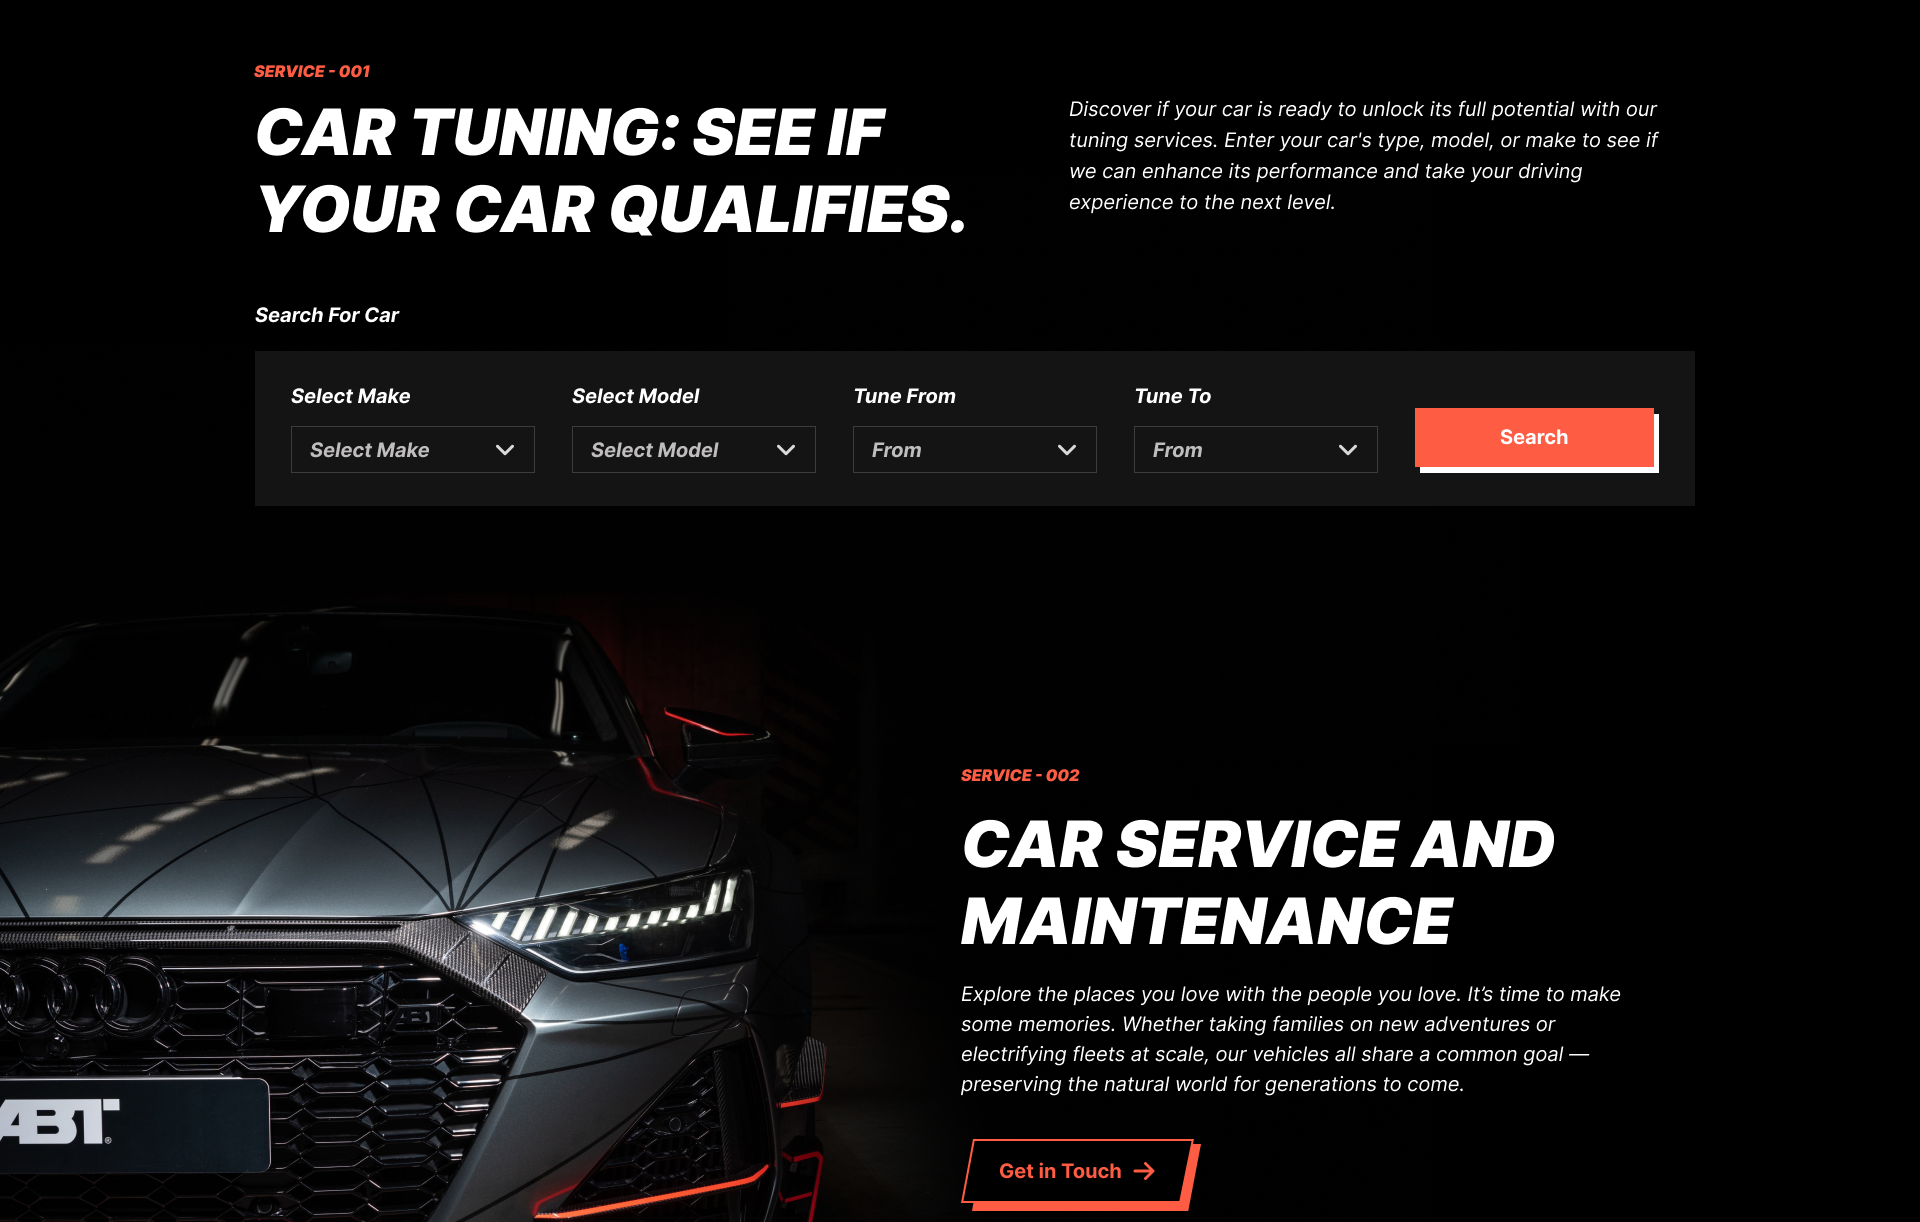 SERVICE - 001
CAR TUNING: SEE IF
YOUR CAR QUALIFIES.
Discover if your car is ready to unlock its full potential with our
tuning services. Enter your car's type, model, or make to see if
we can enhance its performance and take your driving
experience to the next level.
Search For Car
Select Make
Select Model
Tune From
Tune To
Select Make
Select Model
From
From
Search
SERVICE - 002
CAR SERVICE AND
MAINTENANCE
Explore the places you love with the people you love. It’s time to make
some memories. Whether taking families on new adventures or
electrifying fleets at scale, our vehicles all share a common goal —
preserving the natural world for generations to come.
Get in Touch
ABT
ABT®